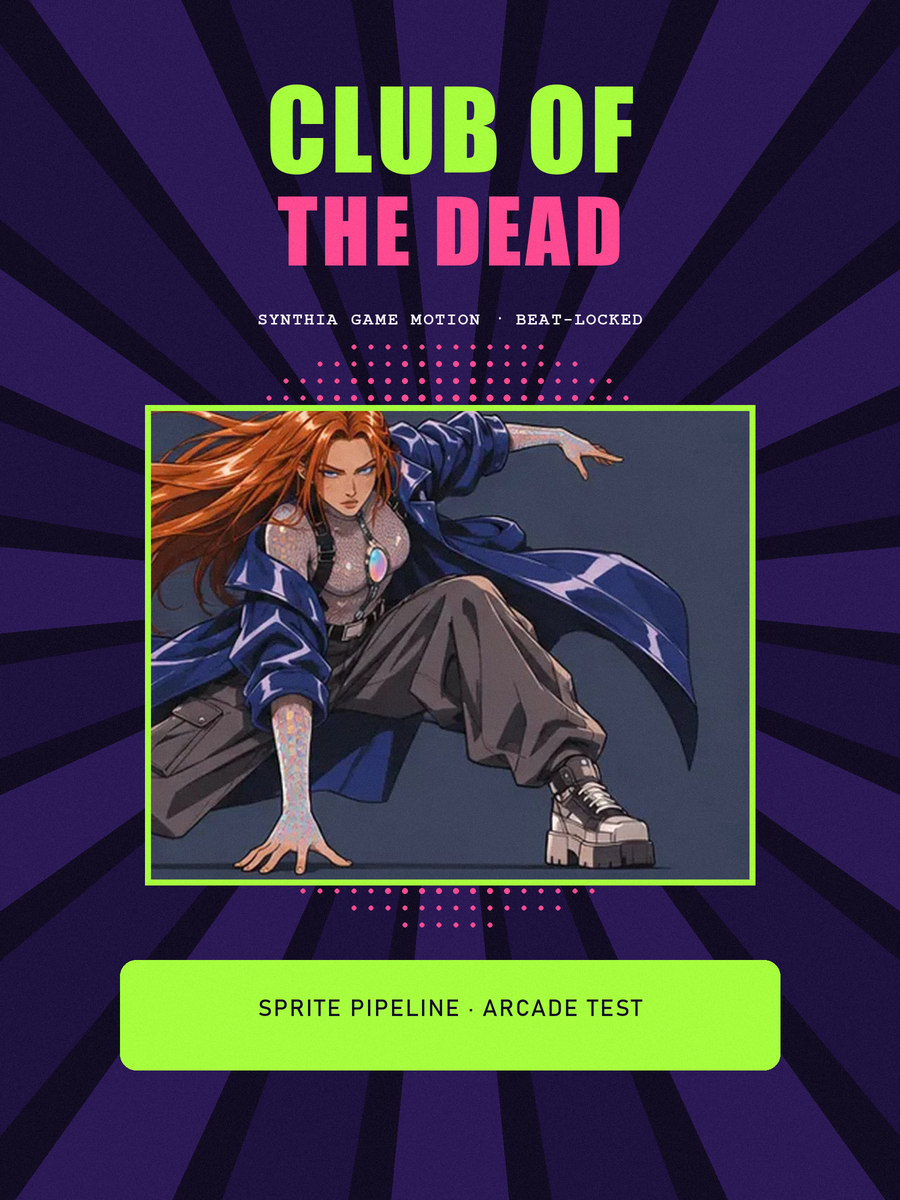 CLUB OF
THE DEAD
SYNTHIA GAME MOTION · BEAT-LOCKED
SPRITE PIPELINE · ARCADE TEST